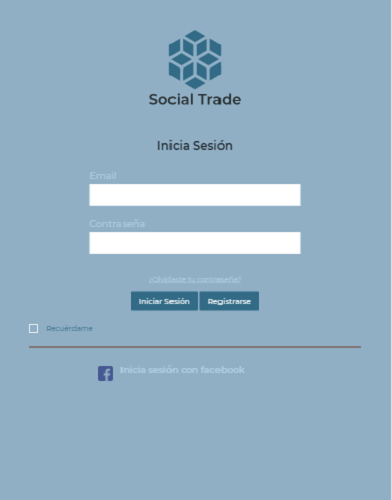 Social Trade
Inicia Sesión
Email
Contraseña
¿Olvidaste tu contraseña?
Iniciar Sesión Registrarse
Recuérdame
Inicia sesión con facebook